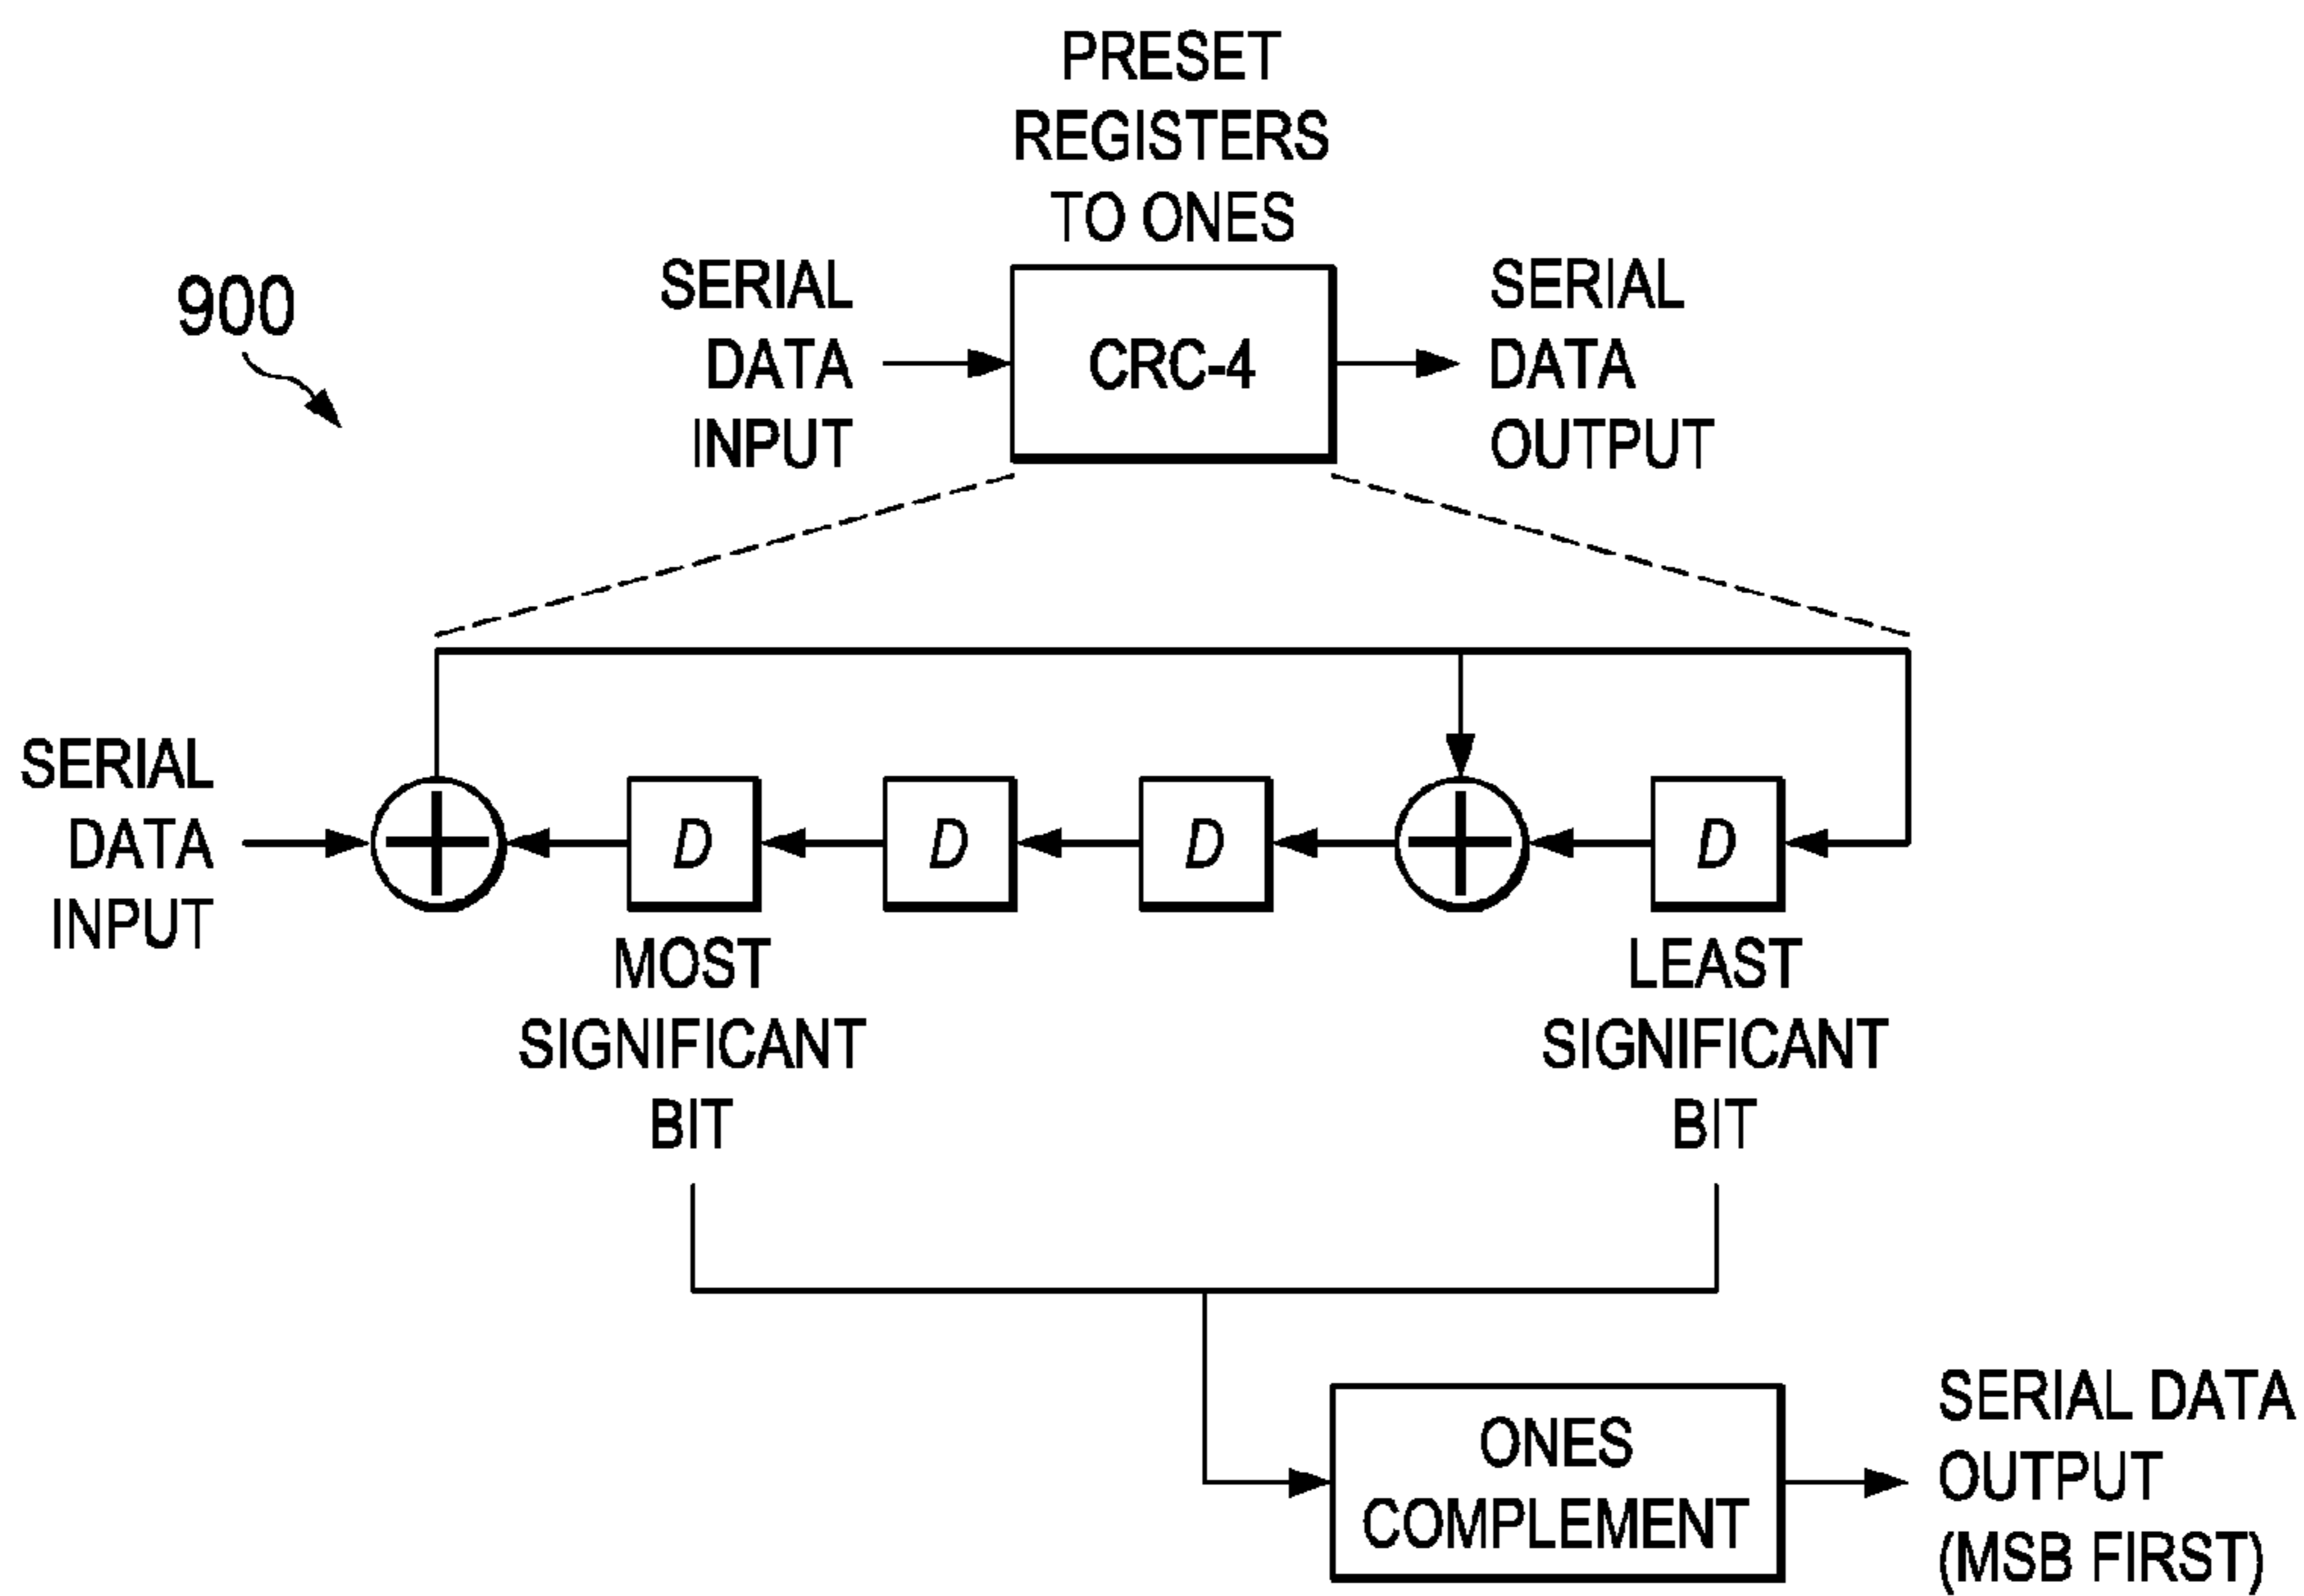 PRESET
REGISTERS
TO ONES
900
SERIAL
DATA
INPUT
CRC-4
SERIAL
DATA
OUTPUT
SERIAL
DATA
INPUT
D
D
D
D
MOST
SIGNIFICANT
BIT
LEAST
SIGNIFICANT
BIT
ONES
COMPLEMENT
SERIAL DATA
OUTPUT
(MSB FIRST)